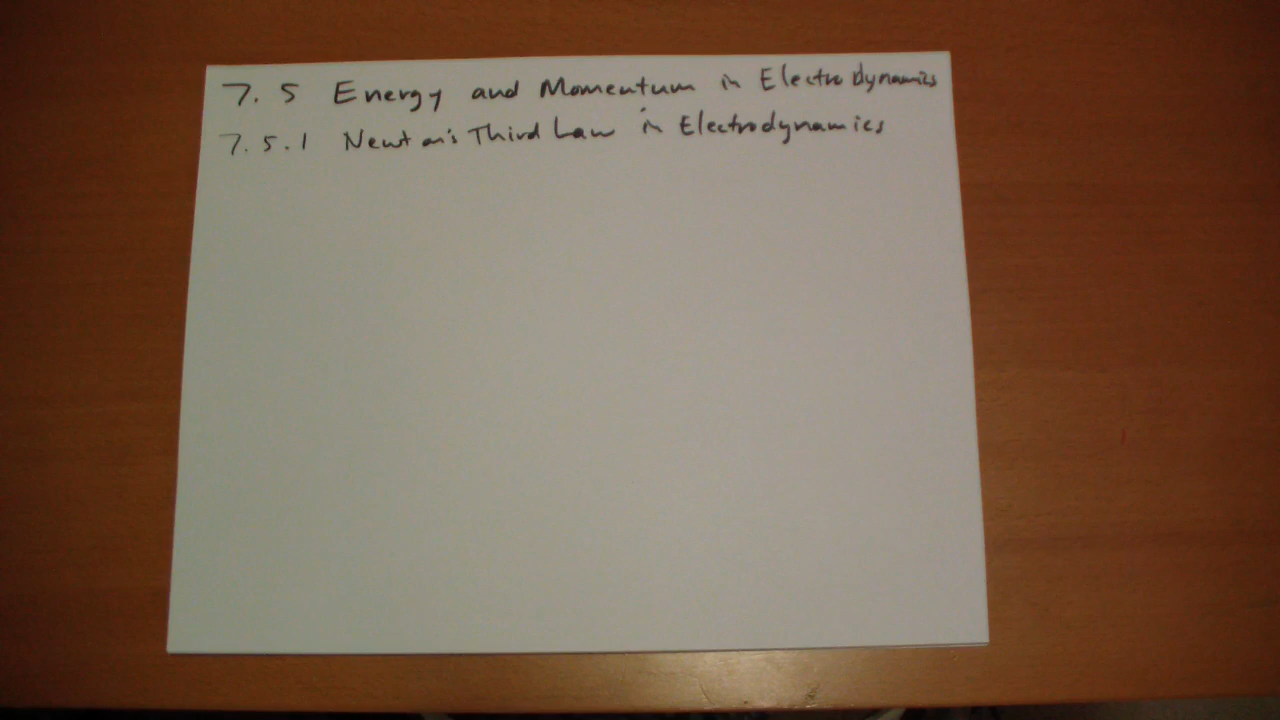 7.5 Energy and Momentum in Electrodynamics
7.5.1 Newton's Third Law in Electrodynamics